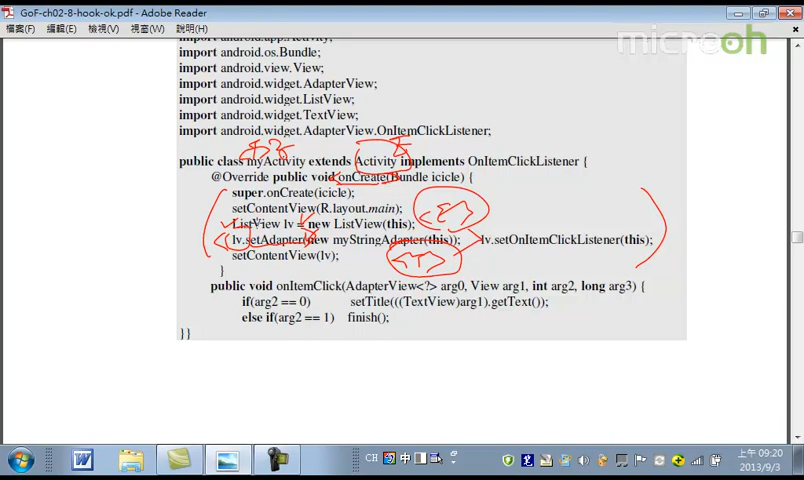 GoF-ch02-8-hook-ok.pdf - Adobe Reader
檔案(F) 編輯(E) 檢視(V) 視窗(W) 說明(H)
microoh
import android.app.Activity;
import android.os.Bundle;
import android.view.View;
import android.widget.AdapterView;
import android.widget.ListView;
import android.widget.TextView;
import android.widget.AdapterView.OnItemClickListener;
public class myActivity extends Activity implements OnItemClickListener {
@Override public void onCreate(Bundle icicle) {
super.onCreate(icicle);
setContentView(R.layout.main);
<E>
ListView lv = new ListView(this);
lv.setAdapter(new myStringAdapter(this)); lv.setOnItemClickListener(this);
setContentView(lv);
<T>
}
public void onItemClick(AdapterView<?> arg0, View arg1, int arg2, long arg3) {
if(arg2 == 0) setTitle(((TextView)arg1).getText());
else if(arg2 == 1) finish();
}}
CH 中
上午 09:20
2013/9/3